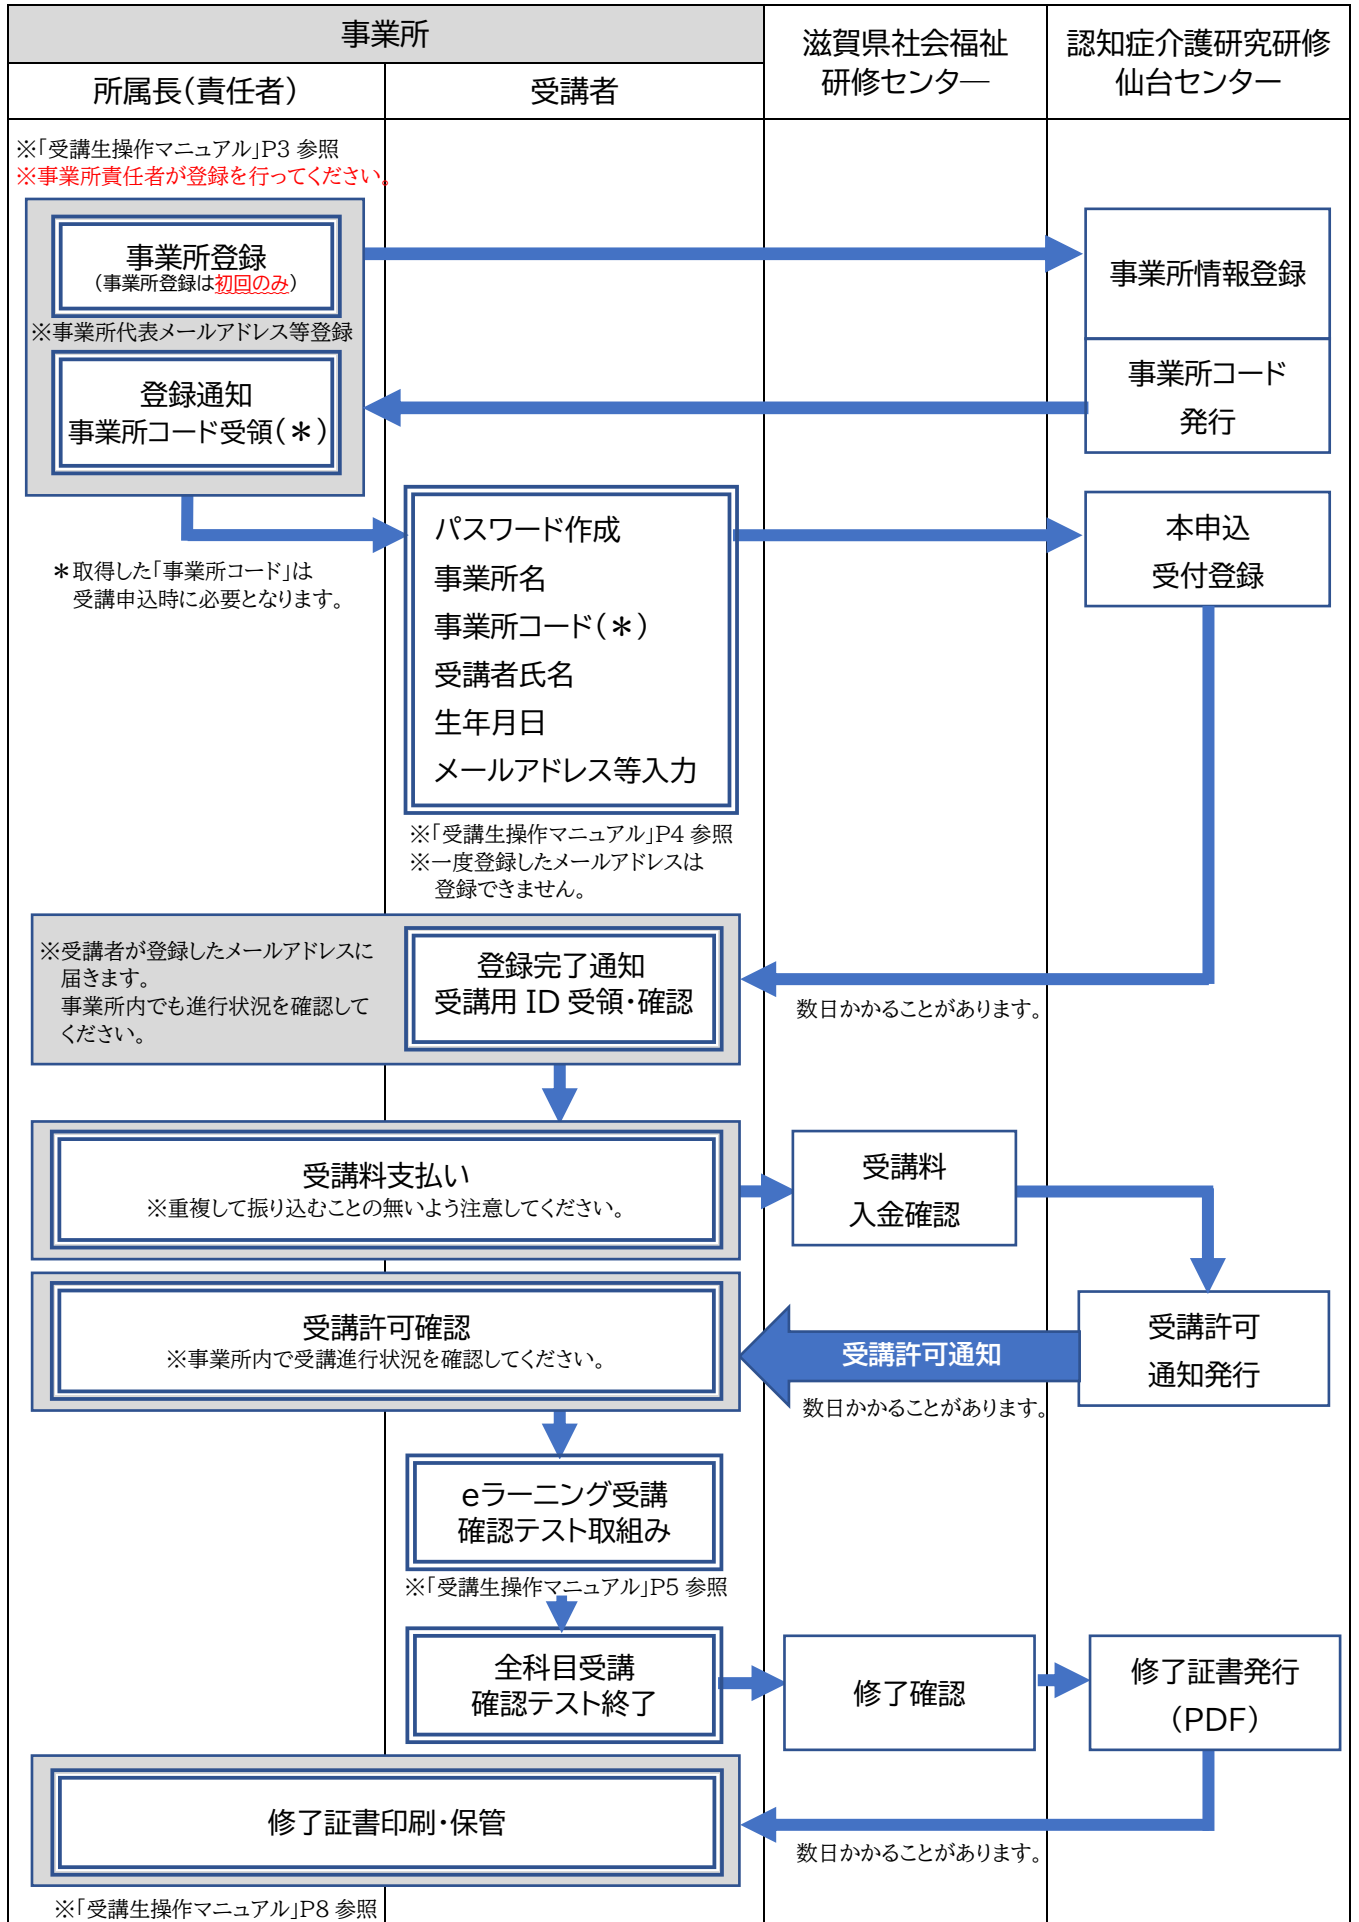 事業所
所属長（責任者）
受講者
滋賀県社会福祉
研修センター
認知症介護研究研修
仙台センター
※「受講生操作マニュアル」P3 参照
※事業所責任者が登録を行ってください。
事業所登録
（事業所登録は初回のみ）
※事業所代表メールアドレス等登録
登録通知
事業所コード受領（＊）
事業所情報登録
事業所コード
発行
＊取得した「事業所コード」は
受講申込時に必要となります。
パスワード作成
事業所名
事業所コード（＊）
受講者氏名
生年月日
メールアドレス等入力
本申込
受付登録
※「受講生操作マニュアル」P4 参照
※一度登録したメールアドレスは
登録できません。
※受講者が登録したメールアドレスに
届きます。
事業所内でも進行状況を確認して
ください。
登録完了通知
受講用 ID 受領・確認
数日かかることがあります。
受講料支払い
※重複して振り込むことの無いよう注意してください。
受講料
入金確認
受講許可確認
※事業所内で受講進行状況を確認してください。
受講許可通知
数日かかることがあります。
受講許可
通知発行
eラーニング受講
確認テスト取組み
※「受講生操作マニュアル」P5 参照
全科目受講
確認テスト終了
修了確認
修了証書発行
（PDF）
修了証書印刷・保管
数日かかることがあります。
※「受講生操作マニュアル」P8 参照